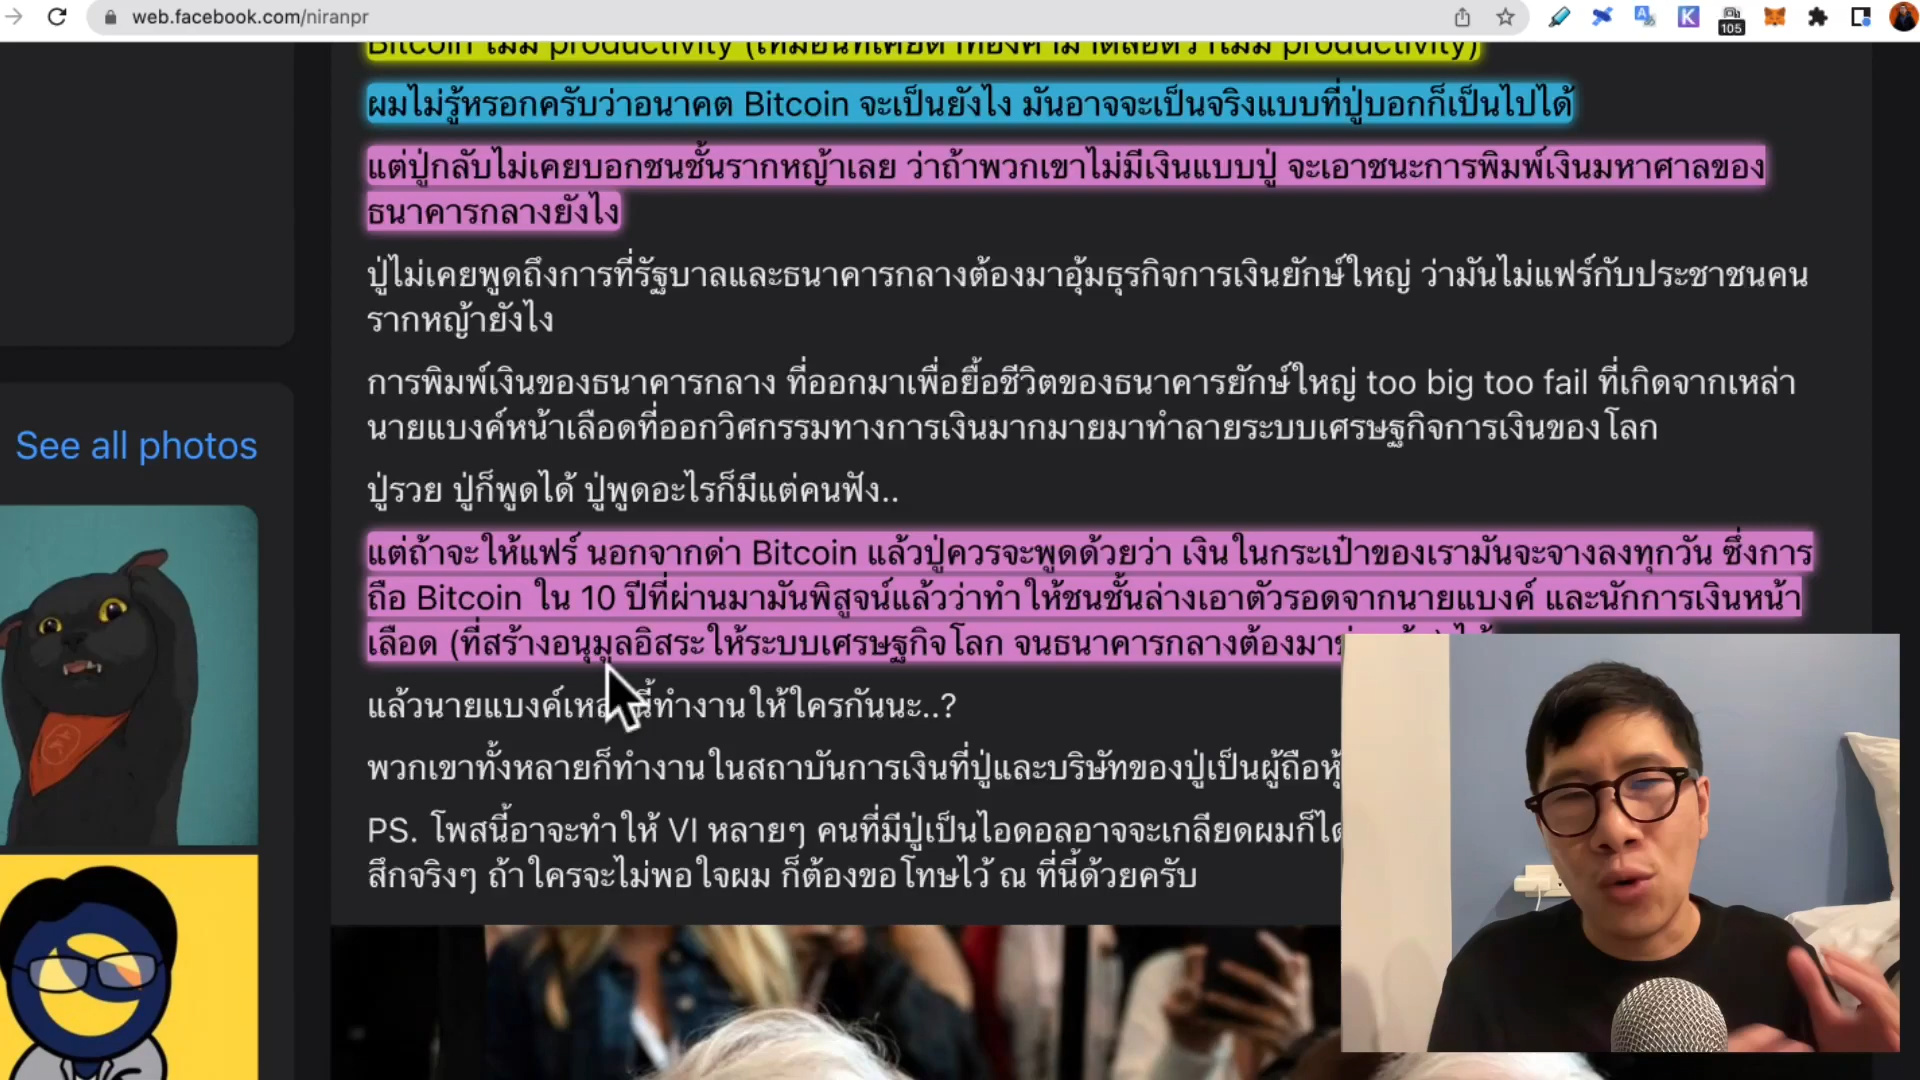 web.facebook.com/niranpr
105
Bitcoin ไม่มี productivity (เหมือนที่เคยด่าทองคำมาตลอดว่าไม่มี productivity)
ผมไม่รู้หรอกครับว่าอนาคต Bitcoin จะเป็นยังไง มันอาจจะเป็นจริงแบบที่ปู่บอกก็เป็นไปได้
แต่ปู่กลับไม่เคยบอกชนชั้นรากหญ้าเลย ว่าถ้าพวกเขาไม่มีเงินแบบปู่ จะเอาชนะการพิมพ์เงินมหาศาลของ
ธนาคารกลางยังไง
ปู่ไม่เคยพูดถึงการที่รัฐบาลและธนาคารกลางต้องมาอุ้มธุรกิจการเงินยักษ์ใหญ่ ว่ามันไม่แฟร์กับประชาชนคน
รากหญ้ายังไง
การพิมพ์เงินของธนาคารกลาง ที่ออกมาเพื่อยื้อชีวิตของธนาคารยักษ์ใหญ่ too big too fail ที่เกิดจากเหล่า
นายแบงค์หน้าเลือดที่ออกวิศกรรมทางการเงินมากมายมาทำลายระบบเศรษฐกิจการเงินของโลก
See all photos
ปู่รวย ปู่ก็พูดได้ ปู่พูดอะไรก็มีแต่คนฟัง..
แต่ถ้าจะให้แฟร์ นอกจากด่า Bitcoin แล้วปู่ควรจะพูดด้วยว่า เงินในกระเป๋าของเรามันจะจางลงทุกวัน ซึ่งการ
ถือ Bitcoin ใน 10 ปีที่ผ่านมามันพิสูจน์แล้วว่าทำให้ชนชั้นล่างเอาตัวรอดจากนายแบงค์ และนักการเงินหน้า
เลือด (ที่สร้างอนุมูลอิสระให้ระบบเศรษฐกิจโลก จนธนาคารกลางต้องมา
แล้วนายแบงค์เหล่านี้ทำงานให้ใครกันนะ..?
พวกเขาทั้งหลายก็ทำงานในสถาบันการเงินที่ปู่และบริษัทของปู่เป็นผู้ถือหุ้
PS. โพสนี้อาจจะทำให้ VI หลายๆ คนที่มีปู่เป็นไอดอลอาจจะเกลียดผมก็ได
สึกจริงๆ ถ้าใครจะไม่พอใจผม ก็ต้องขอโทษไว้ ณ ที่นี้ด้วยครับ